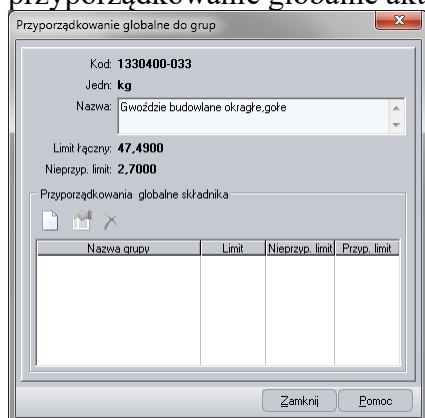 przyporządkowanie globalne akt
Przyporządkowanie globalne do grup
Kod: 1330400-033
Jedn: kg
Nazwa: Gwoździe budowlane okragłe,gołe
Limit łączny: 47,4900
Nieprzyp. limit: 2,7000
Przyporządkowania globalne składnika
Nazwa grupy Limit Nieprzyp. limit Przyp. limit
Zamknij Pomoc